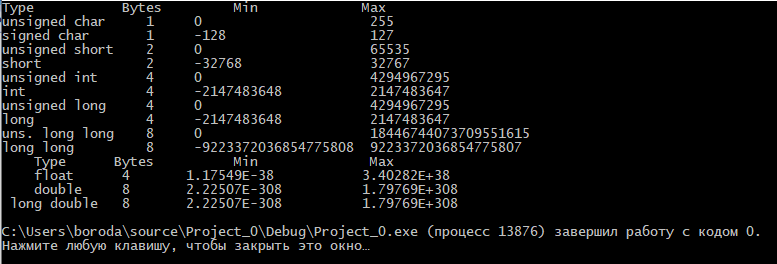 Type Bytes Min Max
unsigned char 1 0 255
signed char 1 -128 127
unsigned short 2 0 65535
short 2 -32768 32767
unsigned int 4 0 4294967295
int 4 -2147483648 2147483647
unsigned long 4 0 4294967295
long 4 -2147483648 2147483647
uns. long long 8 0 18446744073709551615
long long 8 -9223372036854775808 9223372036854775807
Type Bytes Min Max
float 4 1.17549E-38 3.40282E+38
double 8 2.22507E-308 1.79769E+308
long double 8 2.22507E-308 1.79769E+308
C:\Users\boroda\source\Project_0\Debug\Project_0.exe (процесс 13876) завершил работу с кодом 0.
Нажмите любую клавишу, чтобы закрыть это окно…